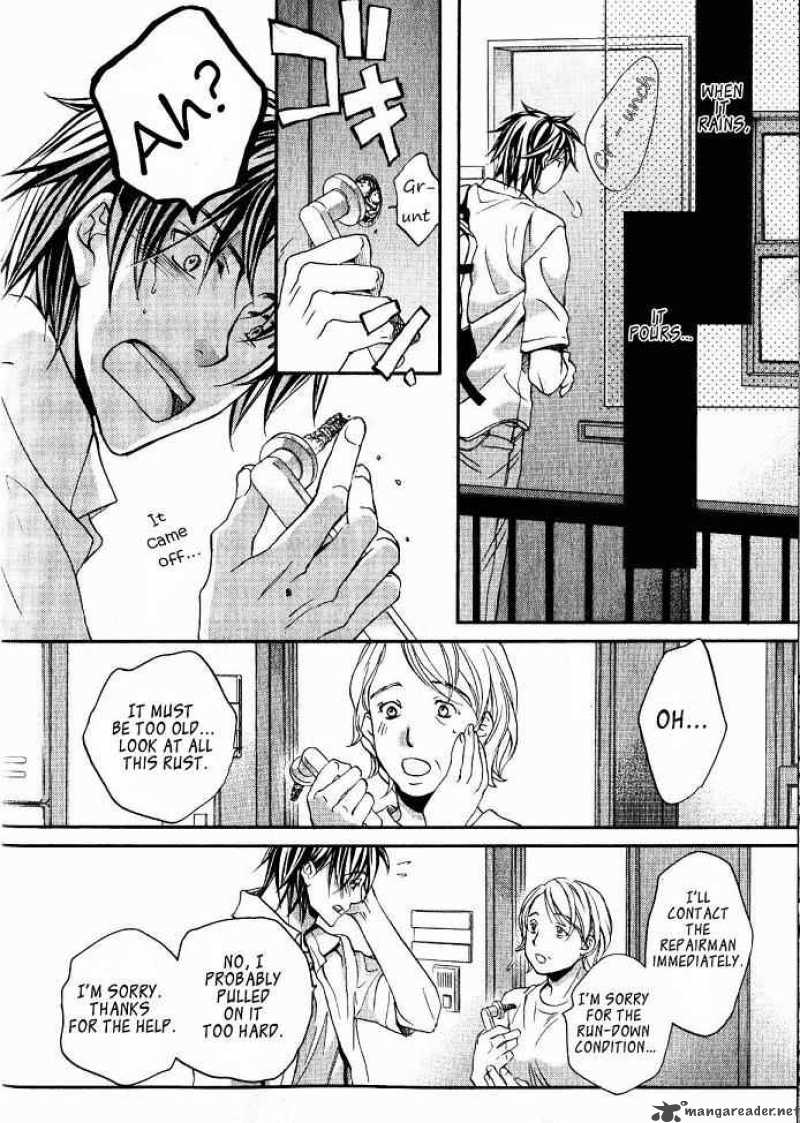 WHEN
IT
RAINS,
IT
POURS...
Gr-unch
ゴキ
Gr-
unt
Ah?
It
came
off...
OH...
IT MUST
BE TOO OLD...
LOOK AT ALL
THIS RUST.
I'LL
CONTACT
THE
REPAIRMAN
IMMEDIATELY.
I'M SORRY
FOR THE
RUN-DOWN
CONDITION...
NO, I
PROBABLY
PULLED
ON IT
TOO HARD.
I'M SORRY.
THANKS
FOR THE HELP.
mangareader.net